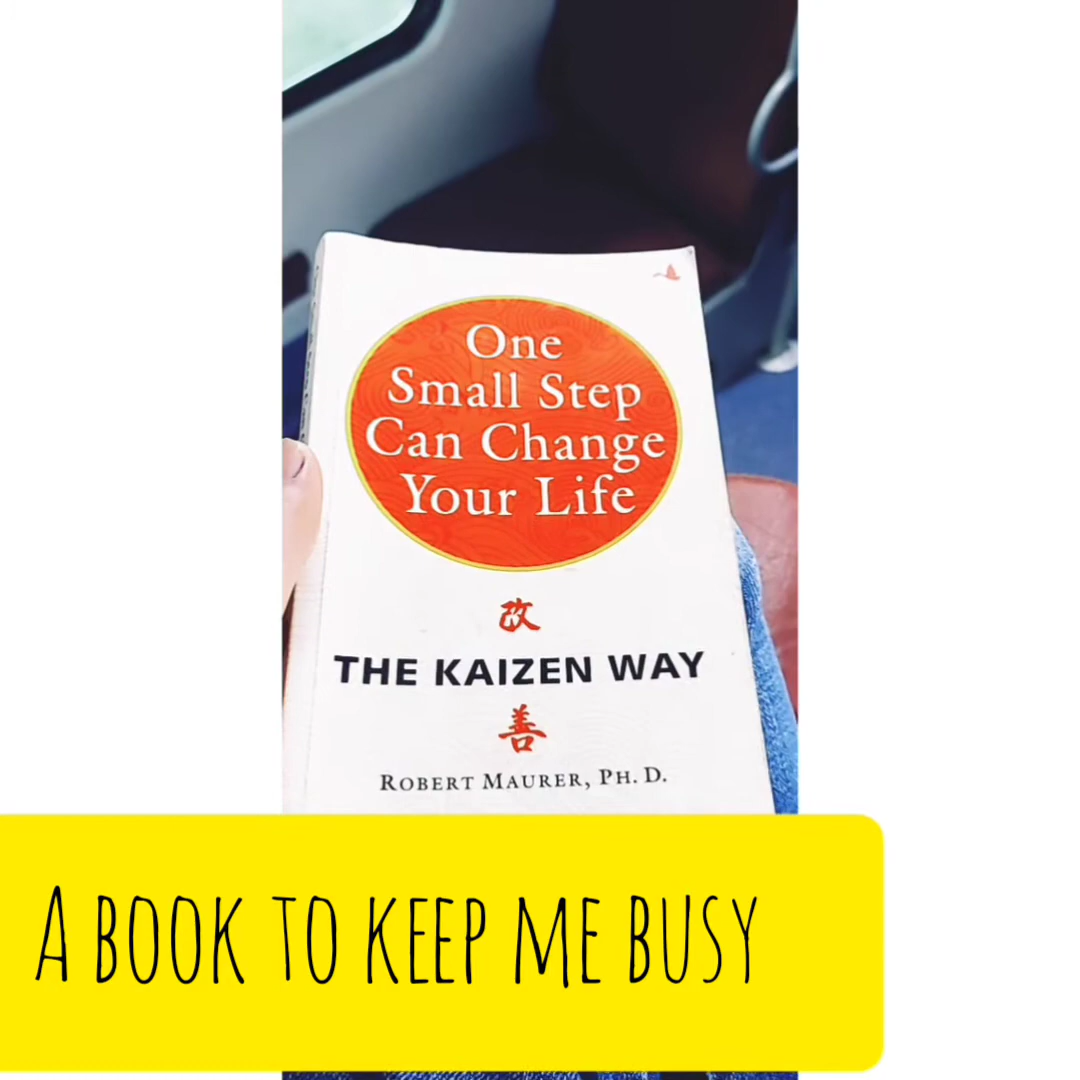 One
Small Step
Can Change
Your Life
改
THE KAIZEN WAY
善
ROBERT MAURER, PH. D.
A BOOK TO KEEP ME BUSY